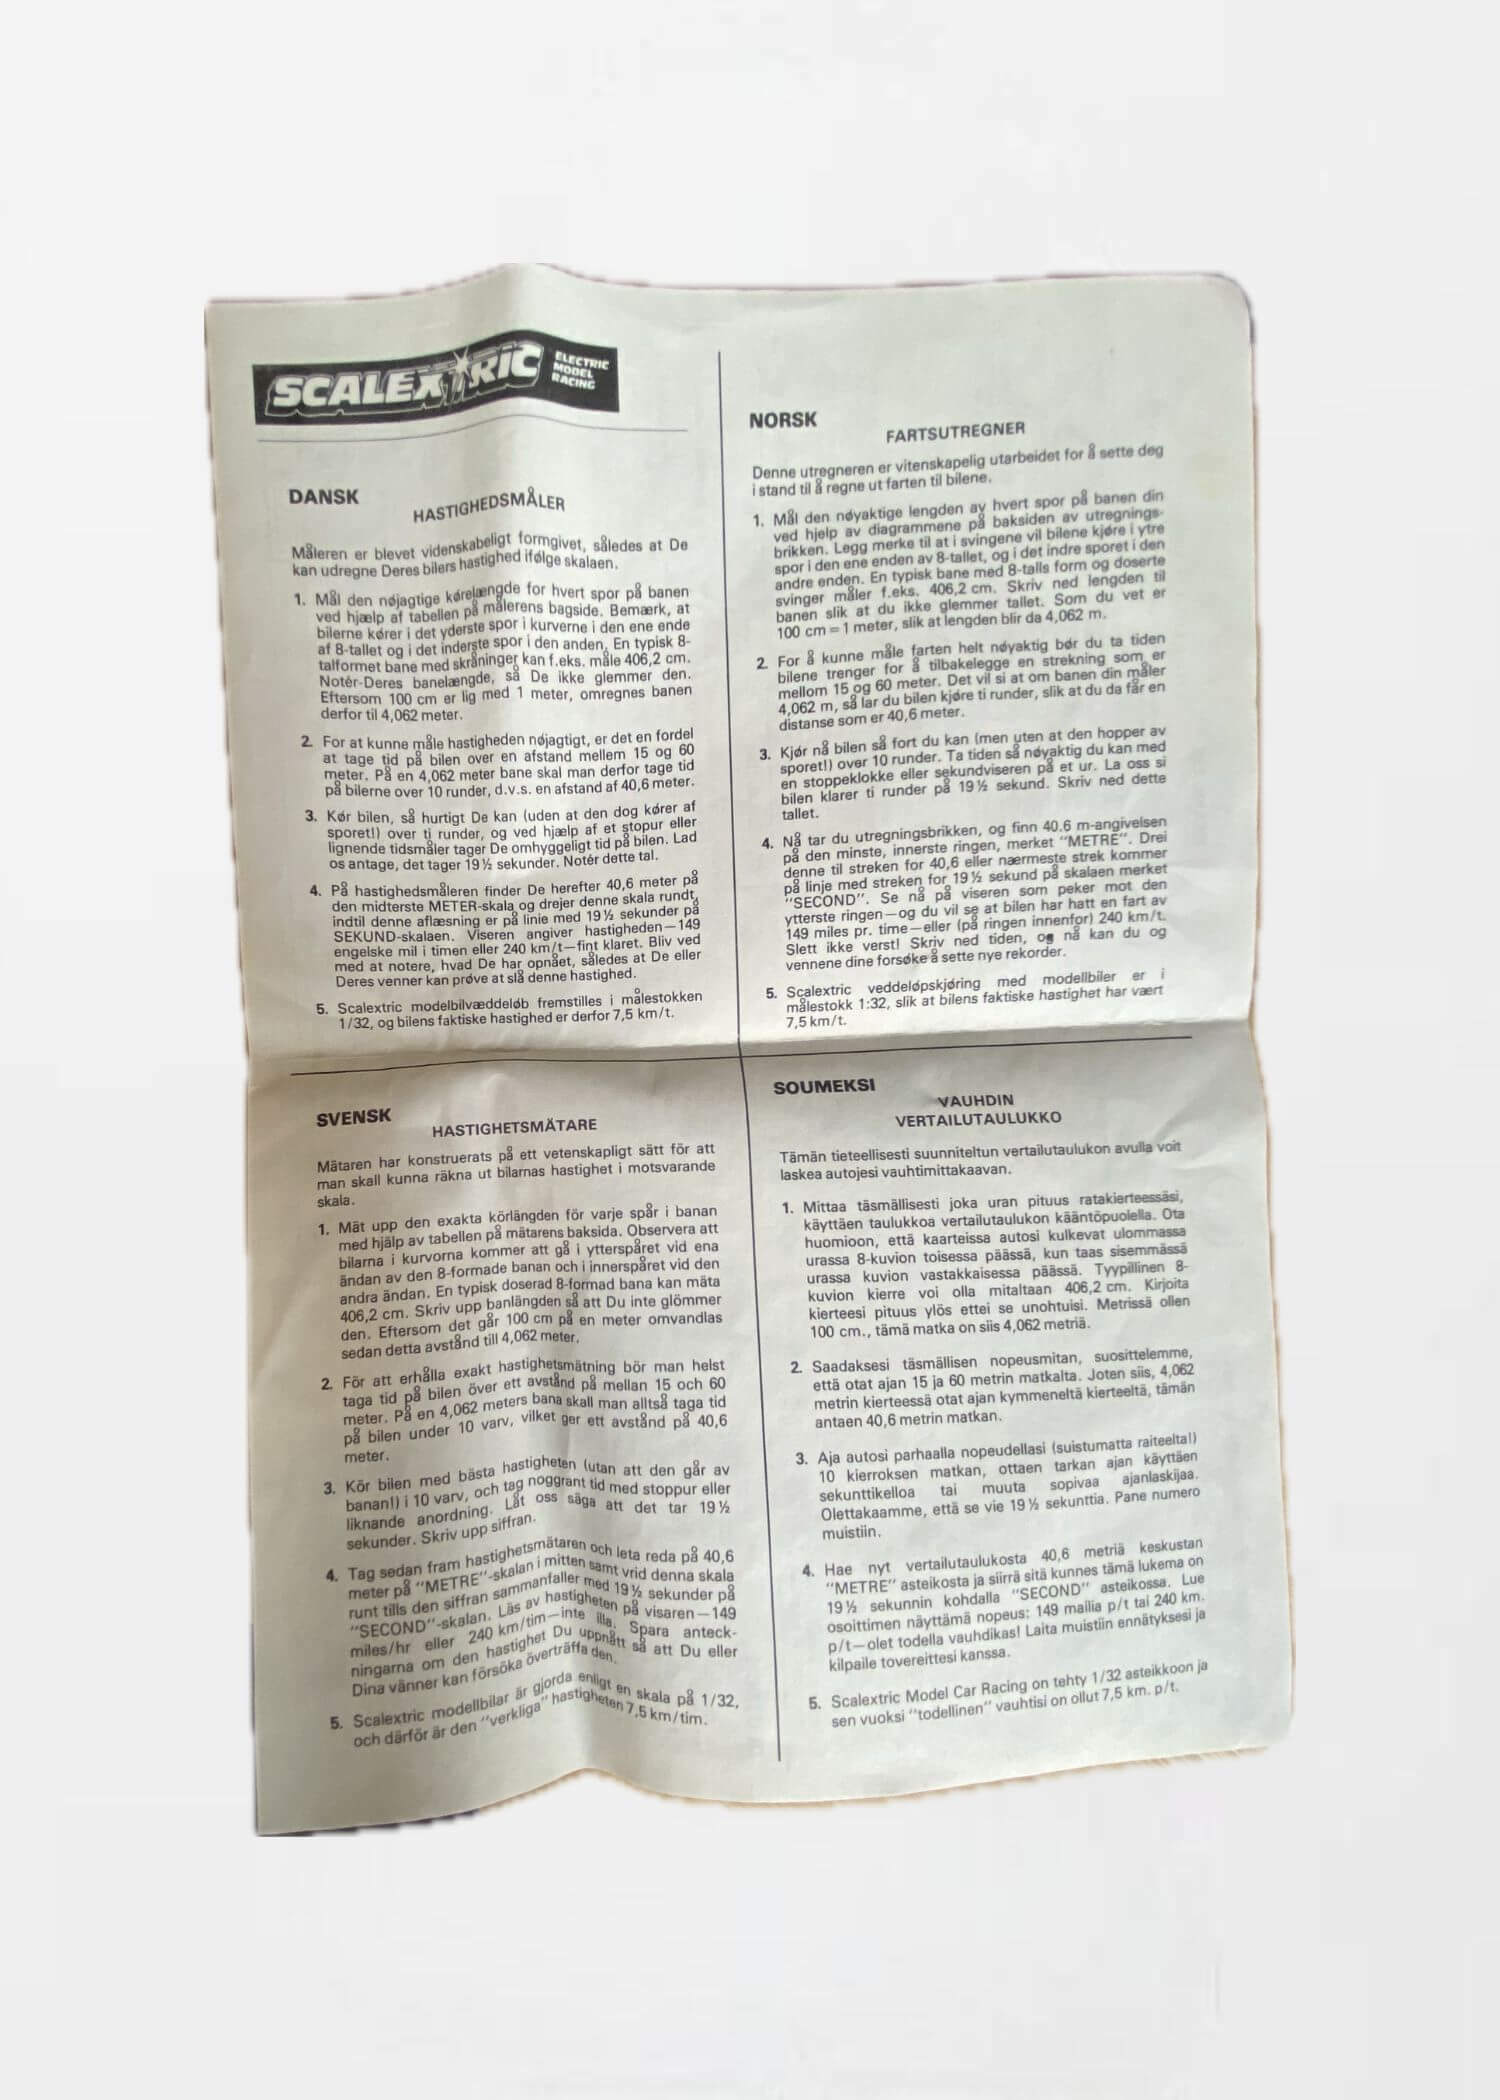 SCALEXTRIC
ELECTRIC
MODEL
RACING
DANSK
HASTIGHEDSMÅLER
Måleren er blevet videnskabeligt formgivet, således at De
kan udregne Deres bilers hastighed ifølge skalaen.
1. Mål den nøjagtige kørelængde for hvert spor på banen
ved hjælp af tabellen på målerens bagside. Bemærk, at
bilerne kører i det yderste spor i kurverne i den ene ende
af 8-tallet og i det inderste spor i den anden. En typisk 8-
talformet bane med skråninger kan f.eks. måle 406,2 cm.
Notér-Deres banelængde, så De ikke glemmer den.
Eftersom 100 cm er lig med 1 meter, omregnes banen
derfor til 4,062 meter.
2. For at kunne måle hastigheden nøjagtigt, er det en fordel
at tage tid på bilen over en afstand mellem 15 og 60
meter. På en 4,062 meter bane skal man derfor tage tid
på bilerne over 10 runder, d.v.s. en afstand af 40,6 meter.
3. Kør bilen, så hurtigt De kan (uden at den dog kører af
sporet!) over ti runder, og ved hjælp af et stopur eller
lignende tidsmåler tager De omhyggeligt tid på bilen. Lad
os antage, det tager 19½ sekunder. Notér dette tal.
4. På hastighedsmåleren finder De herefter 40,6 meter på
den midterste METER-skala og drejer denne skala rundt,
indtil denne aflæsning er på linie med 19½ sekunder på
SEKUND-skalaen. Viseren angiver hastigheden—149
engelske mil i timen eller 240 km/t—fint klaret. Bliv ved
med at notere, hvad De har opnået, således at De eller
Deres venner kan prøve at slå denne hastighed.
5. Scalextric modelbilvæddeløb fremstilles i målestokken
1/32, og bilens faktiske hastighed er derfor 7,5 km/t.
NORSK
FARTSUTREGNER
Denne utregneren er vitenskapelig utarbeidet for å sette deg
i stand til å regne ut farten til bilene.
1. Mål den nøyaktige lengden av hvert spor på banen din
ved hjelp av diagrammene på baksiden av utregnings-
brikken. Legg merke til at i svingene vil bilene kjøre i ytre
spor i den ene enden av 8-tallet, og i det indre sporet i den
andre enden. En typisk bane med 8-talls form og doserte
svinger måler f.eks. 406,2 cm. Skriv ned lengden til
banen slik at du ikke glemmer tallet. Som du vet er
100 cm = 1 meter, slik at lengden blir da 4,062 m.
2. For å kunne måle farten helt nøyaktig bør du ta tiden
bilene trenger for å tilbakelegge en strekning som er
mellom 15 og 60 meter. Det vil si at om banen din måler
4,062 m, så lar du bilen kjøre ti runder, slik at du da får en
distanse som er 40,6 meter.
3. Kjør nå bilen så fort du kan (men uten at den hopper av
sporet!) over 10 runder. Ta tiden så nøyaktig du kan med
en stoppeklokke eller sekundviseren på et ur. La oss si
bilen klarer ti runder på 19½ sekund. Skriv ned dette
tallet.
4. Nå tar du utregningsbrikken, og finn 40.6 m-angivelsen
på den minste, innerste ringen, merket "METRE". Drei
denne til streken for 40,6 eller nærmeste strek kommer
på linje med streken for 19½ sekund på skalaen merket
"SECOND". Se nå på viseren som peker mot den
ytterste ringen—og du vil se at bilen har hatt en fart av
149 miles pr. time—eller (på ringen innenfor) 240 km/t.
Slett ikke verst! Skriv ned tiden, og nå kan du og
vennene dine forsøke å sette nye rekorder.
5. Scalextric veddeløpskjøring med modellbiler er i
målestokk 1:32, slik at bilens faktiske hastighet har vært
7,5 km/t.
SVENSK
HASTIGHETSMÄTARE
Mätaren har konstruerats på ett vetenskapligt sätt för att
man skall kunna räkna ut bilarnas hastighet i motsvarande
skala.
1. Mät upp den exakta körlängden för varje spår i banan
med hjälp av tabellen på mätarens baksida. Observera att
bilarna i kurvorna kommer att gå i ytterspåret vid ena
ändan av den 8-formade banan och i innerspåret vid den
andra ändan. En typisk doserad 8-formad bana kan mäta
406,2 cm. Skriv upp banlängden så att Du inte glömmer
den. Eftersom det går 100 cm på en meter omvandlas
sedan detta avstånd till 4,062 meter.
2. För att erhålla exakt hastighetsmätning bör man helst
taga tid på bilen över ett avstånd på mellan 15 och 60
meter. På en 4,062 meters bana skall man alltså taga tid
på bilen under 10 varv, vilket ger ett avstånd på 40,6
meter.
3. Kör bilen med bästa hastigheten (utan att den går av
banan!) i 10 varv, och tag noggrant tid med stoppur eller
liknande anordning. Låt oss säga att det tar 19½
sekunder. Skriv upp siffran.
4. Tag sedan fram hastighetsmätaren och leta reda på 40,6
meter på "METRE"-skalan i mitten samt vrid denna skala
runt tills den siffran sammanfaller med 19½ sekunder på
"SECOND"-skalan. Läs av hastigheten på visaren—149
miles/hr eller 240 km/tim—inte illa. Spara anteck-
ningarna om den hastighet Du uppnått så att Du eller
Dina vänner kan försöka överträffa den.
5. Scalextric modellbilar är gjorda enligt en skala på 1/32,
och därför är den "verkliga" hastigheten 7,5 km/tim.
SOUMEKSI
VAUHDIN
VERTAILUTAULUKKO
Tämän tieteellisesti suunniteltun vertailutaulukon avulla voit
laskea autojesi vauhtimittakaavan.
1. Mittaa täsmällisesti joka uran pituus ratakierteessäsi,
käyttäen taulukkoa vertailutaulukon kääntöpuolella. Ota
huomioon, että kaarteissa autosi kulkevat ulommassa
urassa 8-kuvion toisessa päässä, kun taas sisemmässä
urassa kuvion vastakkaisessa päässä. Tyypillinen 8-
kuvion kierre voi olla mitaltaan 406,2 cm. Kirjoita
kierteesi pituus ylös ettei se unohtuisi. Metrissä ollen
100 cm., tämä matka on siis 4,062 metriä.
2. Saadaksesi täsmällisen nopeusmitan, suosittelemme,
että otat ajan 15 ja 60 metrin matkalta. Joten siis, 4,062
metrin kierteessä otat ajan kymmeneltä kierteeltä, tämän
antaen 40,6 metrin matkan.
3. Aja autosi parhaalla nopeudellasi (suistumatta raiteelta!)
10 kierroksen matkan, ottaen tarkan ajan käyttäen
sekunttikelloa tai muuta sopivaa ajanlaskijaa.
Olettakaamme, että se vie 19½ sekunttia. Pane numero
muistiin.
4. Hae nyt vertailutaulukosta 40,6 metriä keskustan
"METRE" asteikosta ja siirrä sitä kunnes tämä lukema on
19½ sekunnin kohdalla "SECOND" asteikossa. Lue
osoittimen näyttämä nopeus: 149 mailia p/t tai 240 km.
p/t—olet todella vauhdikas! Laita muistiin ennätyksesi ja
kilpaile tovereittesi kanssa.
5. Scalextric Model Car Racing on tehty 1/32 asteikkoon ja
sen vuoksi "todellinen" vauhtisi on ollut 7,5 km. p/t.